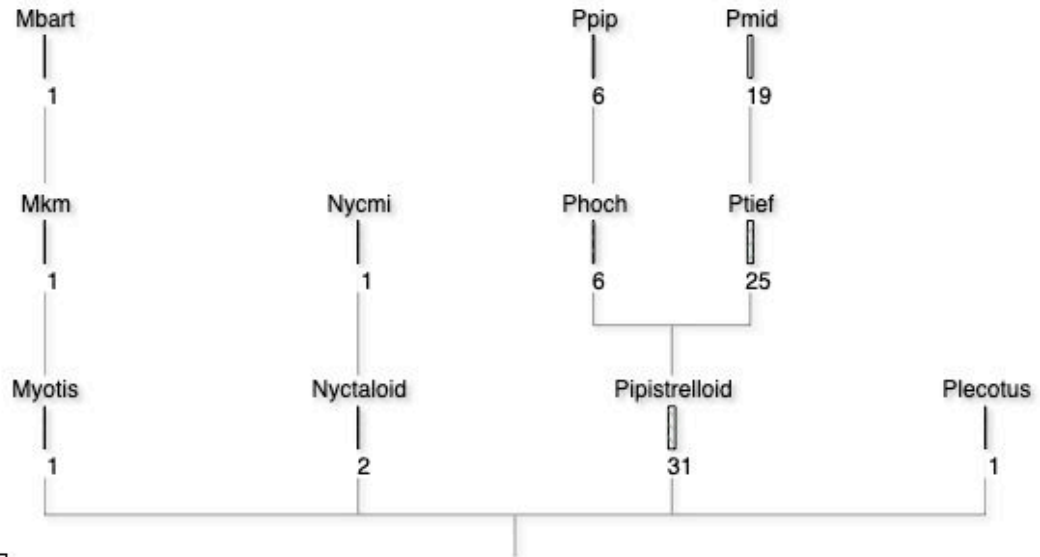 Mbart Ppip Pmid
1 6 19
Mkm Nycmi Phoch Ptief
1 1 6 25
Myotis Nyctaloid Pipistrelloid Plecotus
1 2 31 1